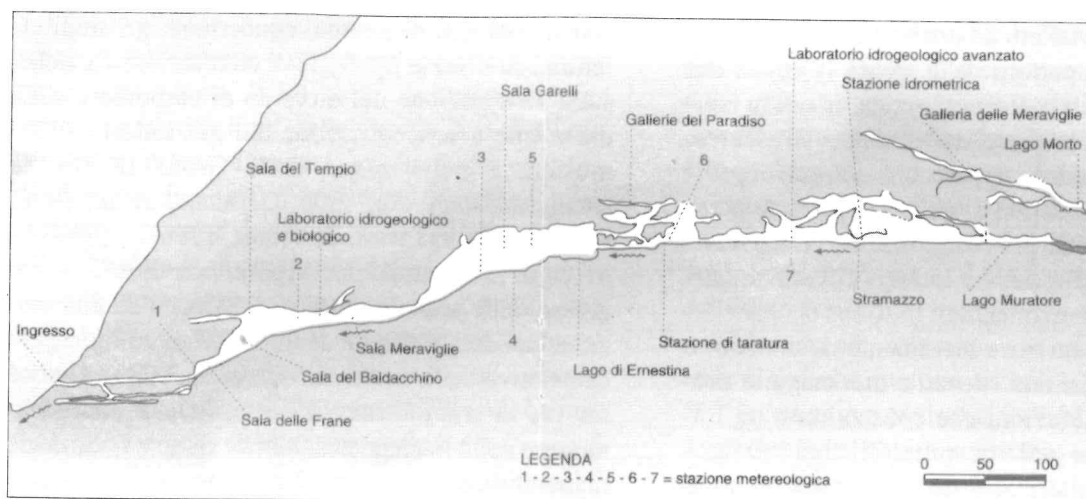 Laboratorio idrogeologico avanzato
Stazione idrometrica
Sala Garelli
Gallerie del Paradiso
Galleria delle Meraviglie
Lago Morto
3
5
6
Sala del Tempio
Laboratorio idrogeologico
e biologico
2
1
7
Ingresso
Stramazzo
Lago Muratore
Sala Meraviglie
4
Stazione di taratura
Lago di Ernestina
Sala del Baldacchino
Sala delle Frane
LEGENDA
1 - 2 - 3 - 4 - 5 - 6 - 7 = stazione metereologica
0 50 100